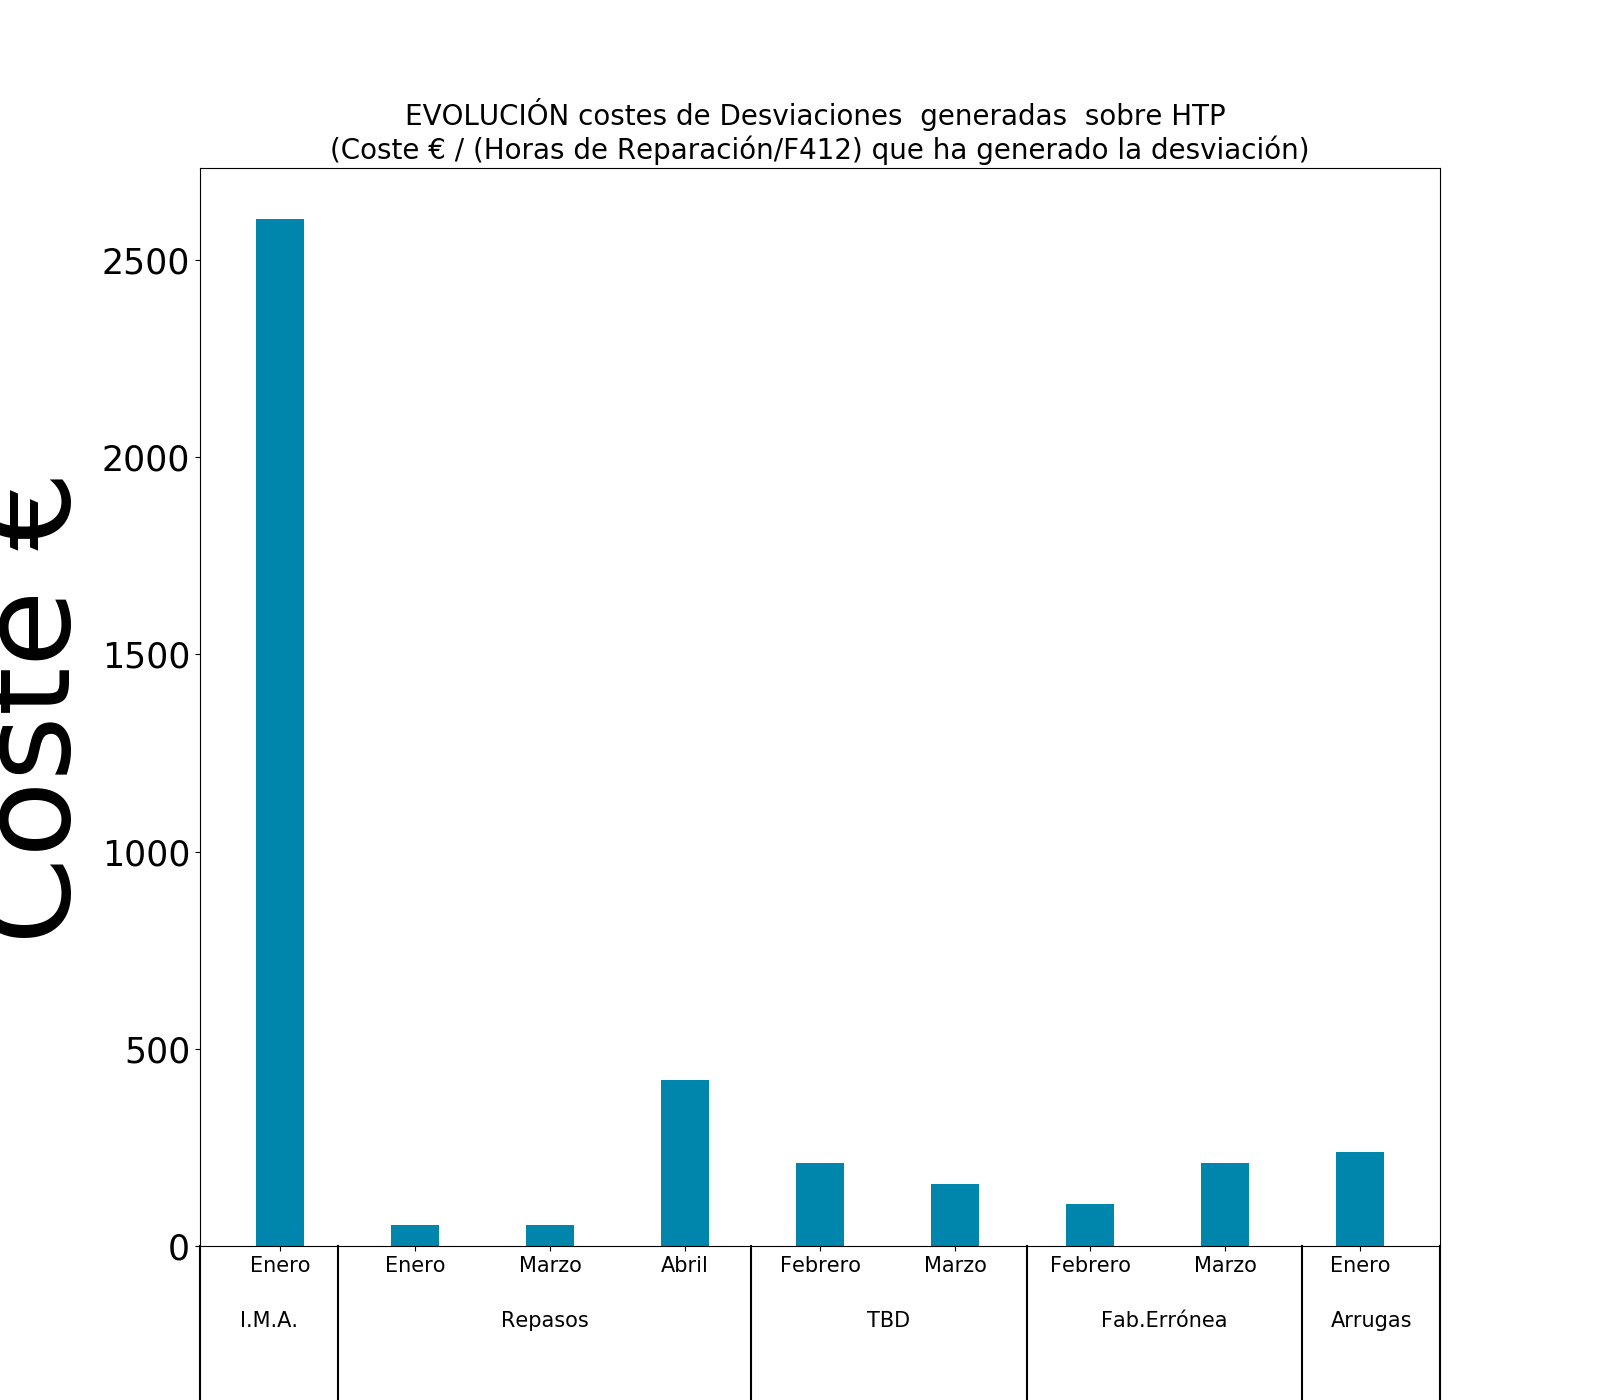 EVOLUCIÓN costes de Desviaciones  generadas  sobre HTP
(Coste € / (Horas de Reparación/F412) que ha generado la desviación)
Coste €
2500
2000
1500
1000
500
0
Enero Enero Marzo Abril Febrero Marzo Febrero Marzo Enero
I.M.A. Repasos TBD Fab.Errónea Arrugas